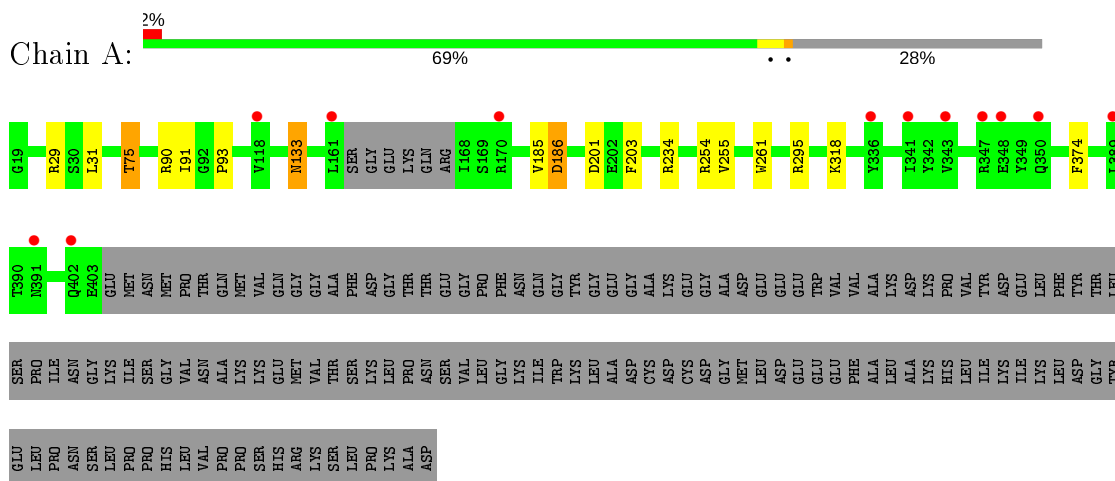 2%
Chain A:
69%
28%
G19 R29 S30 L31 T75 R90 I91 G92 P93 V118 N133 L161 SER GLY GLU LYS GLN ARG I168 S169 R170 V185 D186 D201 E202 F203 R234 R254 V255 W261 R295 K318 Y336 I341 Y342 V343 R347 E348 Y349 Q350 F374 L389
T390 N391 Q402 E403 GLU MET ASN MET PRO THR GLN MET VAL ASN GLY GLY ALA PHE ASP GLY THR THR GLU GLY PRO PHE ASN GLN GLY TYR GLY GLU GLY ALA LYS GLU GLY ALA ASP GLU GLU GLU TRP VAL VAL ALA LYS ASP LYS PRO VAL TYR ASP GLU LEU PHE TYR THR LEU
SER PRO ILE ASN GLY LYS ILE SER GLY VAL ASN ALA LYS LYS GLU MET VAL THR SER LYS LEU PRO ASN SER VAL LEU GLY LYS ILE TRP LYS LEU ALA ASP CYS ASP CYS ASP GLY MET LEU ASP GLU GLU GLU PHE ALA LEU ALA LYS HIS LEU ILE LYS ILE LYS LEU ASP GLY TYR
GLU LEU PRO ASN SER LEU PRO PRO HIS LEU VAL PRO PRO SER HIS ARG LYS SER LEU PRO LYS ALA ASP